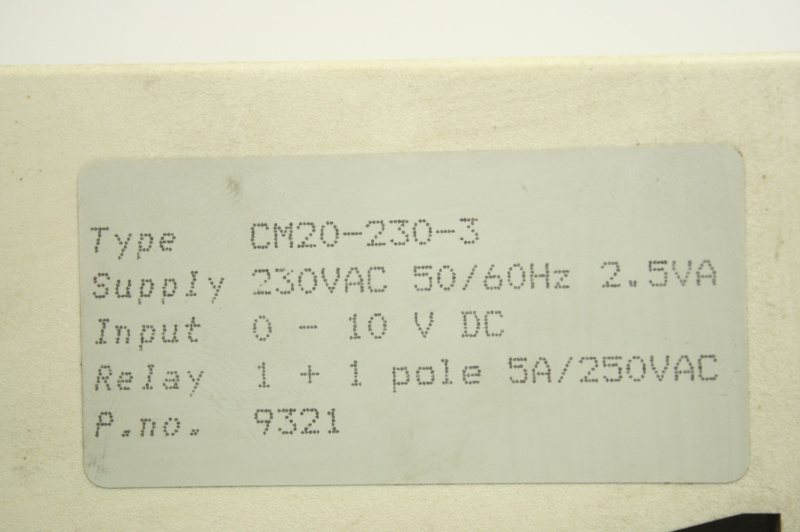 Type CM20-230-3
Supply 230VAC 50/60Hz 2.5VA
Input 0 - 10 V DC
Relay 1 + 1 pole 5A/250VAC
P.no. 9321